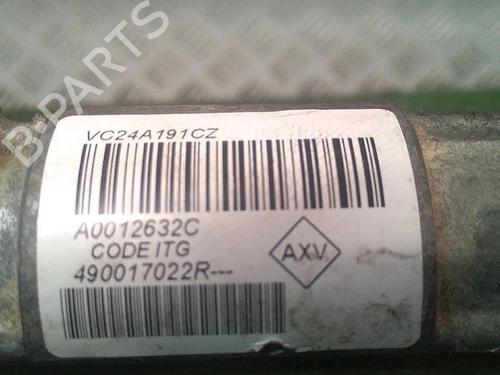 B-PARTS
VC24A191CZ
A0012632C
CODE ITG
490017022R---
AXV